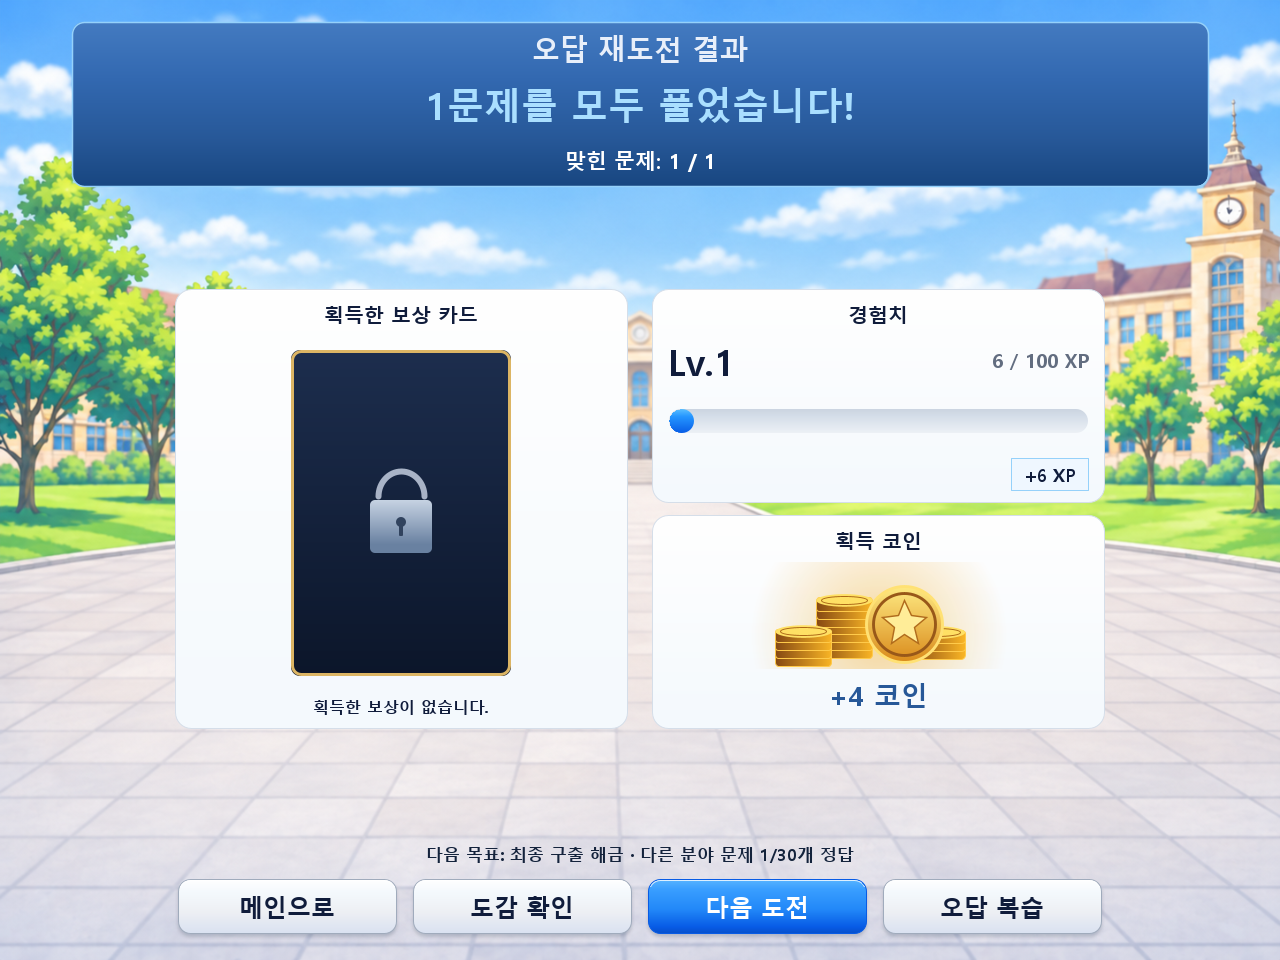 오답 재도전 결과
1문제를 모두 풀었습니다!
맞힌 문제: 1 / 1
획득한 보상 카드
획득한 보상이 없습니다.
경험치
Lv.1
6 / 100 XP
+6 XP
획득 코인
+4 코인
다음 목표: 최종 구출 해금 · 다른 분야 문제 1/30개 정답
메인으로
도감 확인
다음 도전
오답 복습